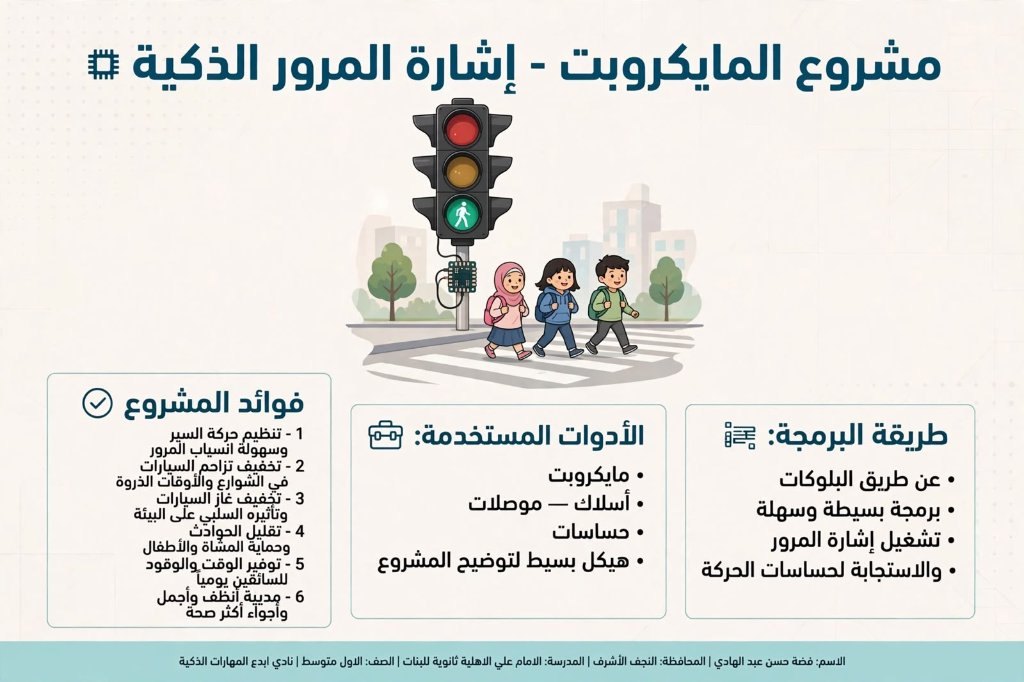 مشروع المايكروبت - إشارة المرور الذكية
طريقة البرمجة:
• عن طريق البلوكات
• برمجة بسيطة وسهلة
• تشغيل إشارة المرور
• والاستجابة لحساسات الحركة
الأدوات المستخدمة:
• مايكروبت
• أسلاك — موصلات
• حساسات
• هيكل بسيط لتوضيح المشروع
فوائد المشروع
1 - تنظيم حركة السير
وسهولة انسياب المرور
2 - تخفيف تزاحم السيارات
في الشوارع والأوقات الذروة
3 - تخفيف غاز السيارات
وتأثيره السلبي على البيئة
4 - تقليل الحوادث
وحماية المشاة والأطفال
5 - توفير الوقت والوقود
للسائقين يومياً
6 - مديية أنظف وأجمل
وأجواء أكثر صحة
الاسم: فضة حسن عبد الهادي | المحافظة: النجف الأشرف | المدرسة: الامام علي الاهلية ثانوية للبنات | الصف: الاول متوسط | نادي ابدع المهارات الذكية